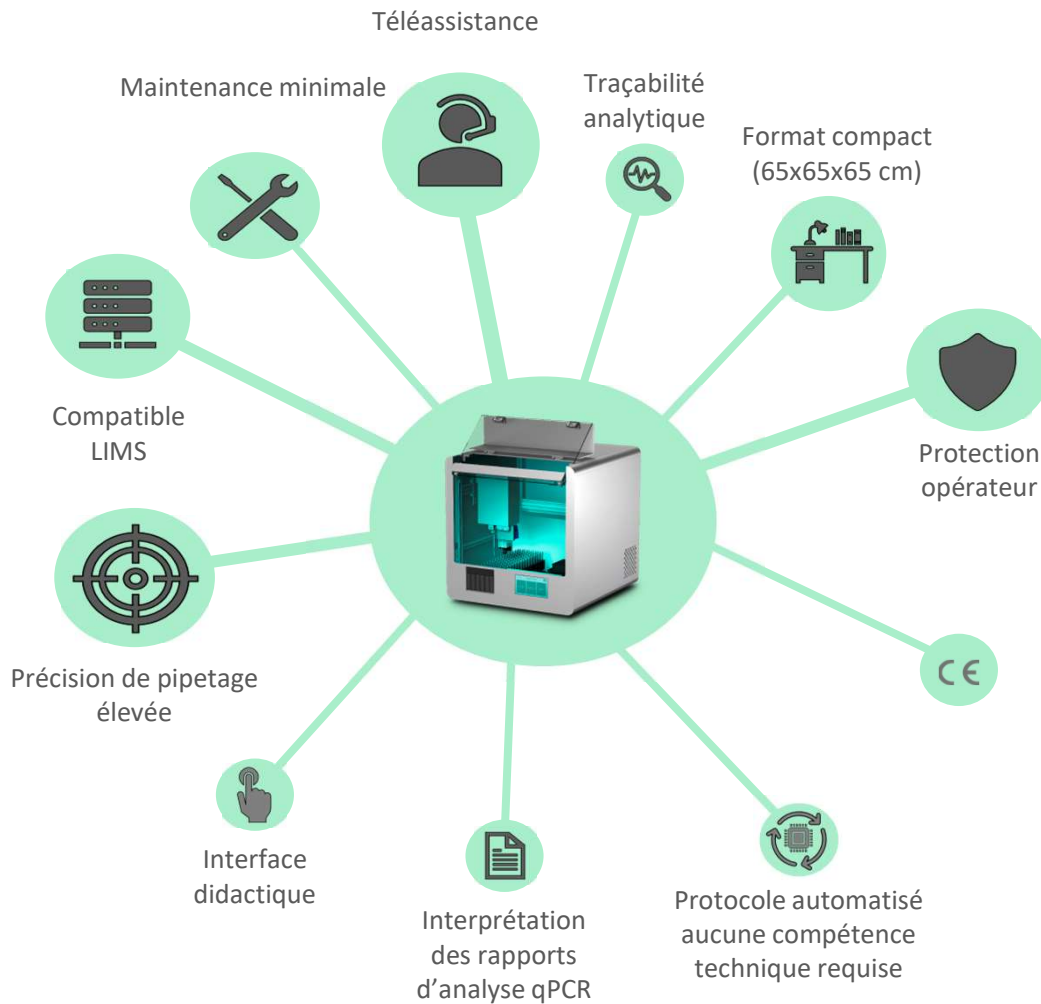 Téléassistance
Maintenance minimale
Traçabilité
analytique
Format compact
(65x65x65 cm)
Compatible
LIMS
Protection
opérateur
Précision de pipetage
élevée
CE
Interface
didactique
Interprétation
des rapports
d’analyse qPCR
Protocole automatisé
aucune compétence
technique requise